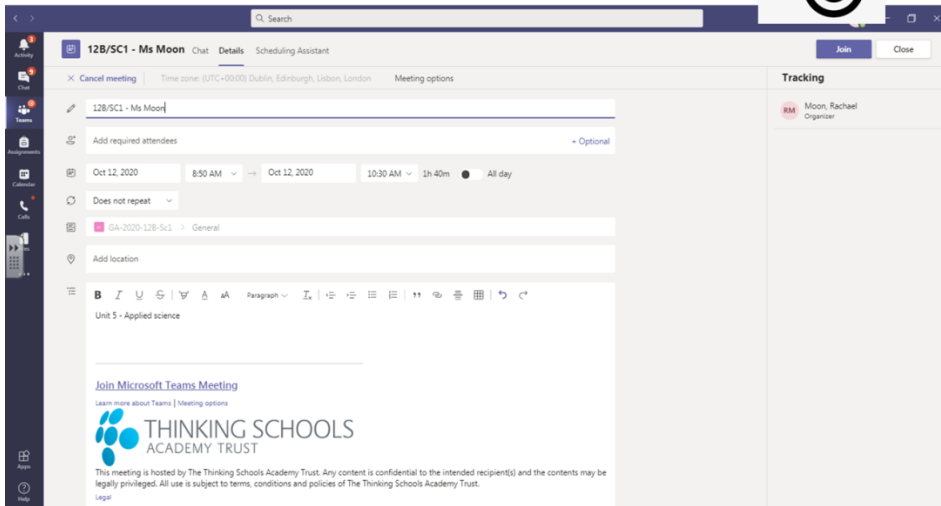 Search
12B/SC1 - Ms Moon Chat Details Scheduling Assistant
Join Close
Cancel meeting Time zone: (UTC+00:00) Dublin, Edinburgh, Lisbon, London Meeting options
Tracking
12B/SC1 - Ms Moon
RM Moon, Rachael
Organizer
Add required attendees + Optional
Oct 12, 2020 8:50 AM → Oct 12, 2020 10:30 AM 1h 40m All day
Does not repeat
GA-2020-12B-Sc1 > General
Add location
B I U S A AA Paragraph
Unit 5 - Applied science
Join Microsoft Teams Meeting
Learn more about Teams | Meeting options
THINKING SCHOOLS
ACADEMY TRUST
This meeting is hosted by The Thinking Schools Academy Trust. Any content is confidential to the intended recipient(s) and the contents may be
legally privileged. All use is subject to terms, conditions and policies of The Thinking Schools Academy Trust.
Legal
Activity
Chat
Teams
Assignments
Calendar
Calls
Apps
Help